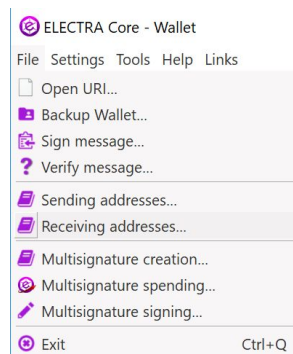 ELECTRA Core - Wallet
File Settings Tools Help Links
Open URI...
Backup Wallet...
Sign message...
Verify message...
Sending addresses...
Receiving addresses...
Multisignature creation...
Multisignature spending...
Multisignature signing...
Exit Ctrl+Q